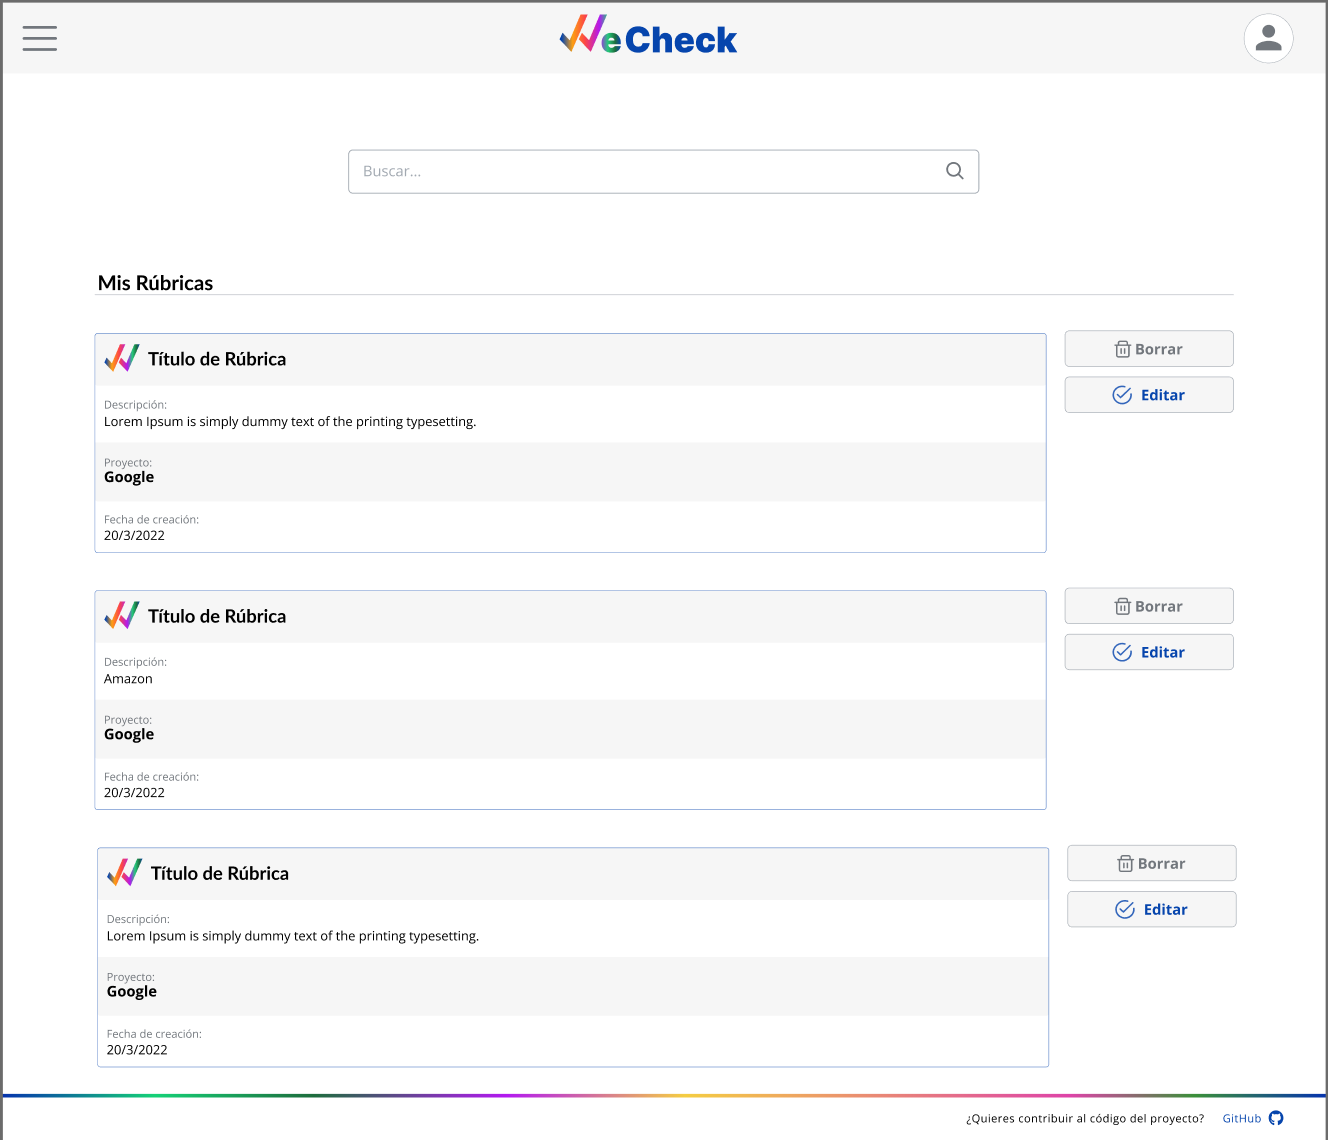 WeCheck
Buscar...
Mis Rúbricas
Título de Rúbrica
Descripción:
Lorem Ipsum is simply dummy text of the printing typesetting.
Proyecto:
Google
Fecha de creación:
20/3/2022
Borrar
Editar
Título de Rúbrica
Descripción:
Amazon
Proyecto:
Google
Fecha de creación:
20/3/2022
Borrar
Editar
Título de Rúbrica
Descripción:
Lorem Ipsum is simply dummy text of the printing typesetting.
Proyecto:
Google
Fecha de creación:
20/3/2022
Borrar
Editar
¿Quieres contribuir al código del proyecto? GitHub